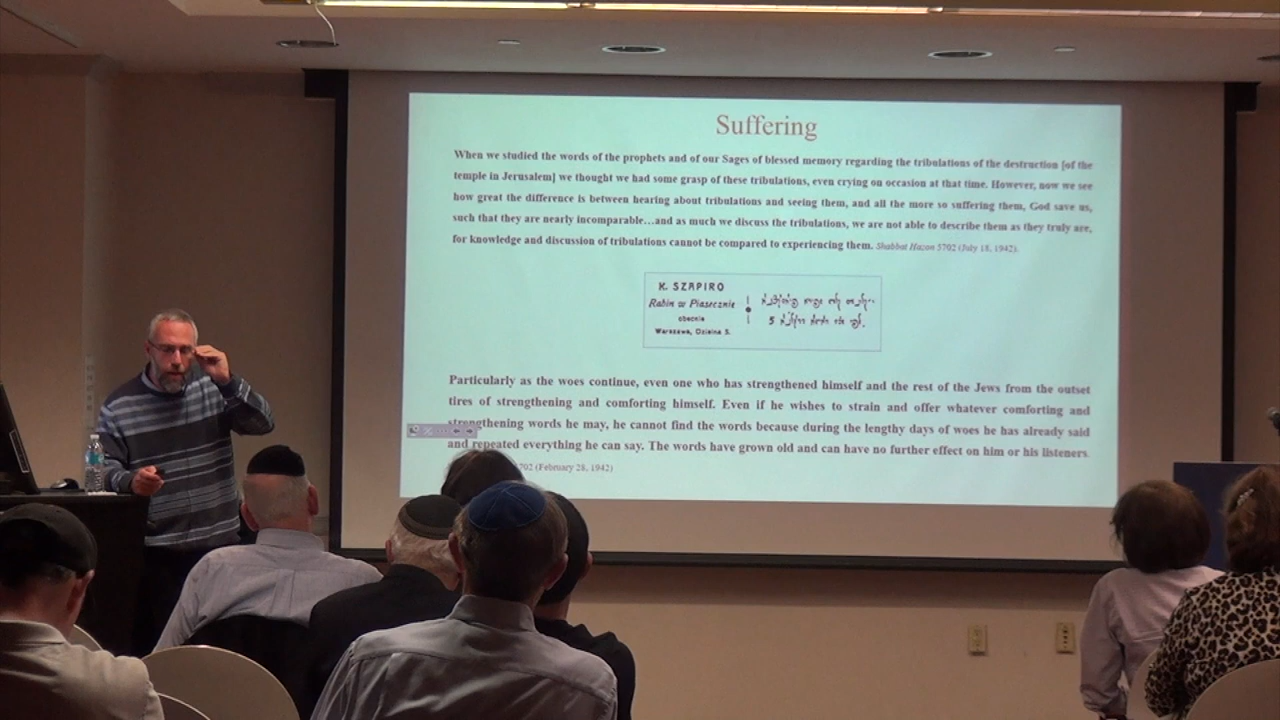 Suffering
When we studied the words of the prophets and of our Sages of blessed memory regarding the tribulations of the destruction [of the
temple in Jerusalem] we thought we had some grasp of these tribulations, even crying on occasion at that time. However, now we see
how great the difference is between hearing about tribulations and seeing them, and all the more so suffering them, God save us,
such that they are nearly incomparable…and as much we discuss the tribulations, we are not able to describe them as they truly are,
for knowledge and discussion of tribulations cannot be compared to experiencing them. Shabbat Hazon 5702 (July 18, 1942).
K. SZAPIRO
Rabin w Piasecznie
obecnie
Warszawa, Dzielna 5.
5
Particularly as the woes continue, even one who has strengthened himself and the rest of the Jews from the outset
tires of strengthening and comforting himself. Even if he wishes to strain and offer whatever comforting and
strengthening words he may, he cannot find the words because during the lengthy days of woes he has already said
and repeated everything he can say. The words have grown old and can have no further effect on him or his listeners.
702 (February 28, 1942)